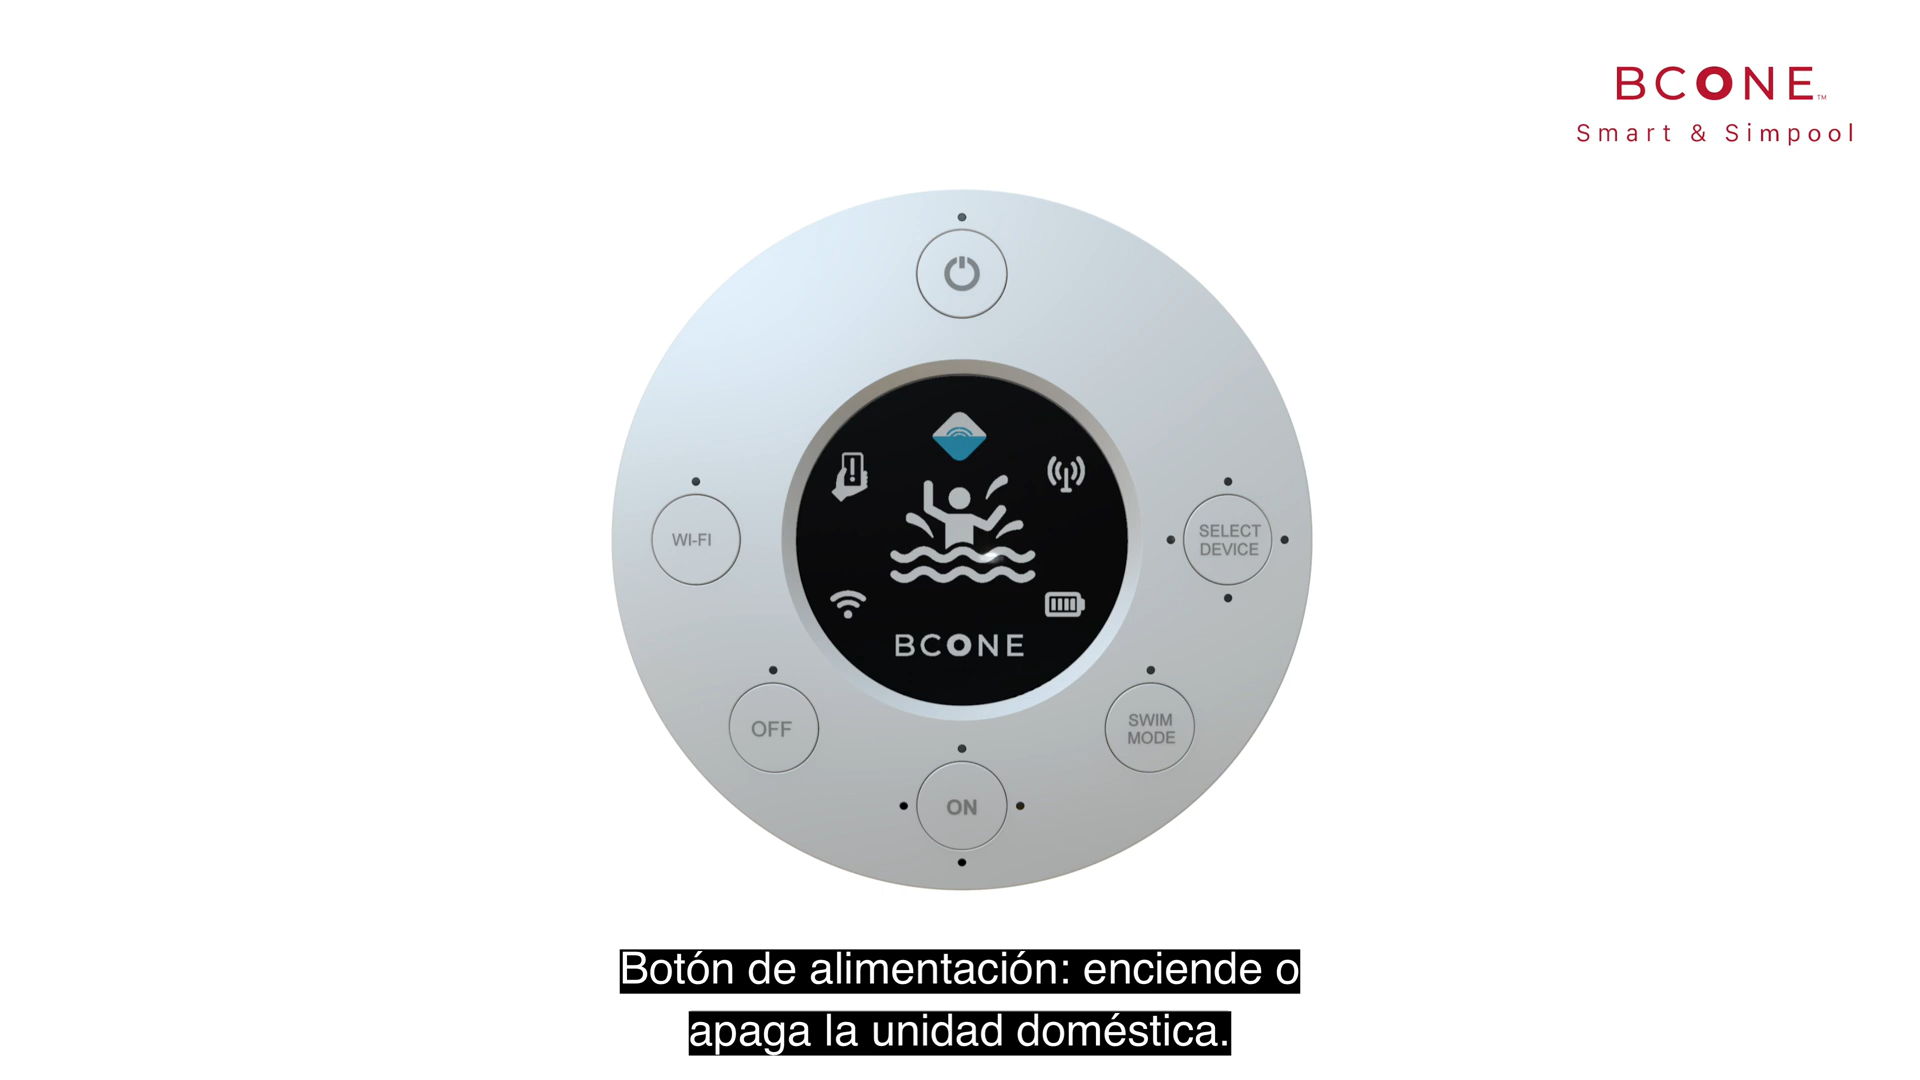 BCONE™
Smart & Simpool
WI-FI
SELECT
DEVICE
BCONE
OFF
SWIM
MODE
ON
Botón de alimentación: enciende o
apaga la unidad doméstica.